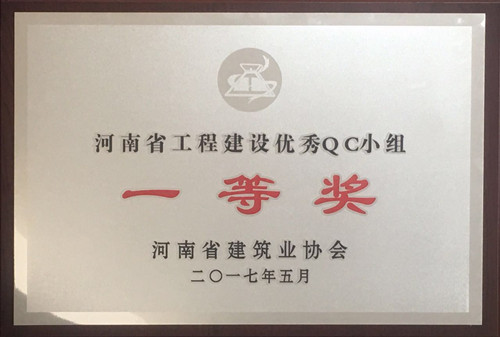 河南省工程建设优秀QC小组
一等奖
河南省建筑业协会
二〇一七年五月